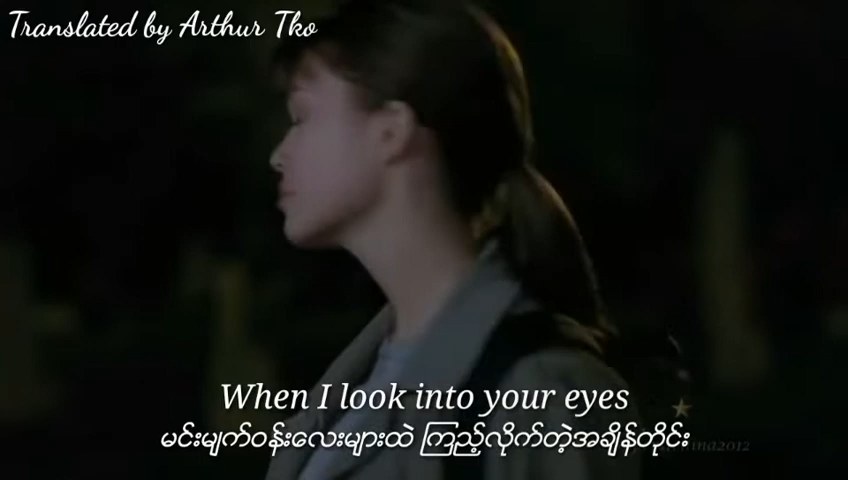 Translated by Arthur Tko
When I look into your eyes
မင်းမျက်ဝန်းလေးများထဲ ကြည့်လိုက်တဲ့အချိန်တိုင်း